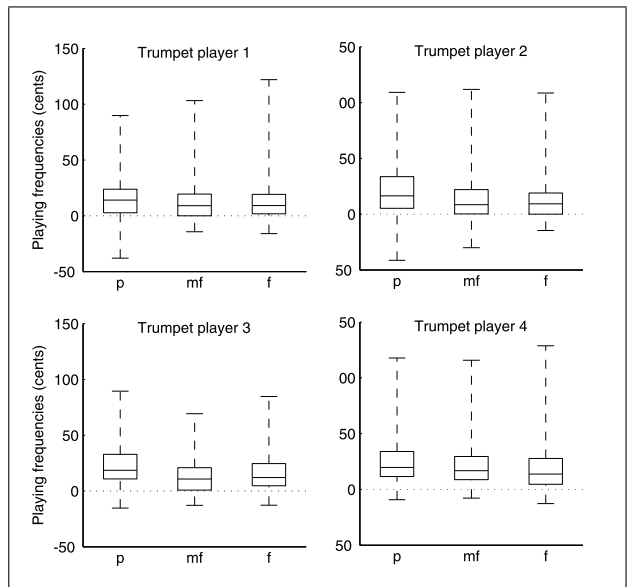 Trumpet player 1
150
100
50
0
-50
Playing frequencies (cents)
p mf f
Trumpet player 2
50
00
50
0
50
p mf f
Trumpet player 3
150
100
50
0
-50
Playing frequencies (cents)
p mf f
Trumpet player 4
50
00
50
0
50
p mf f